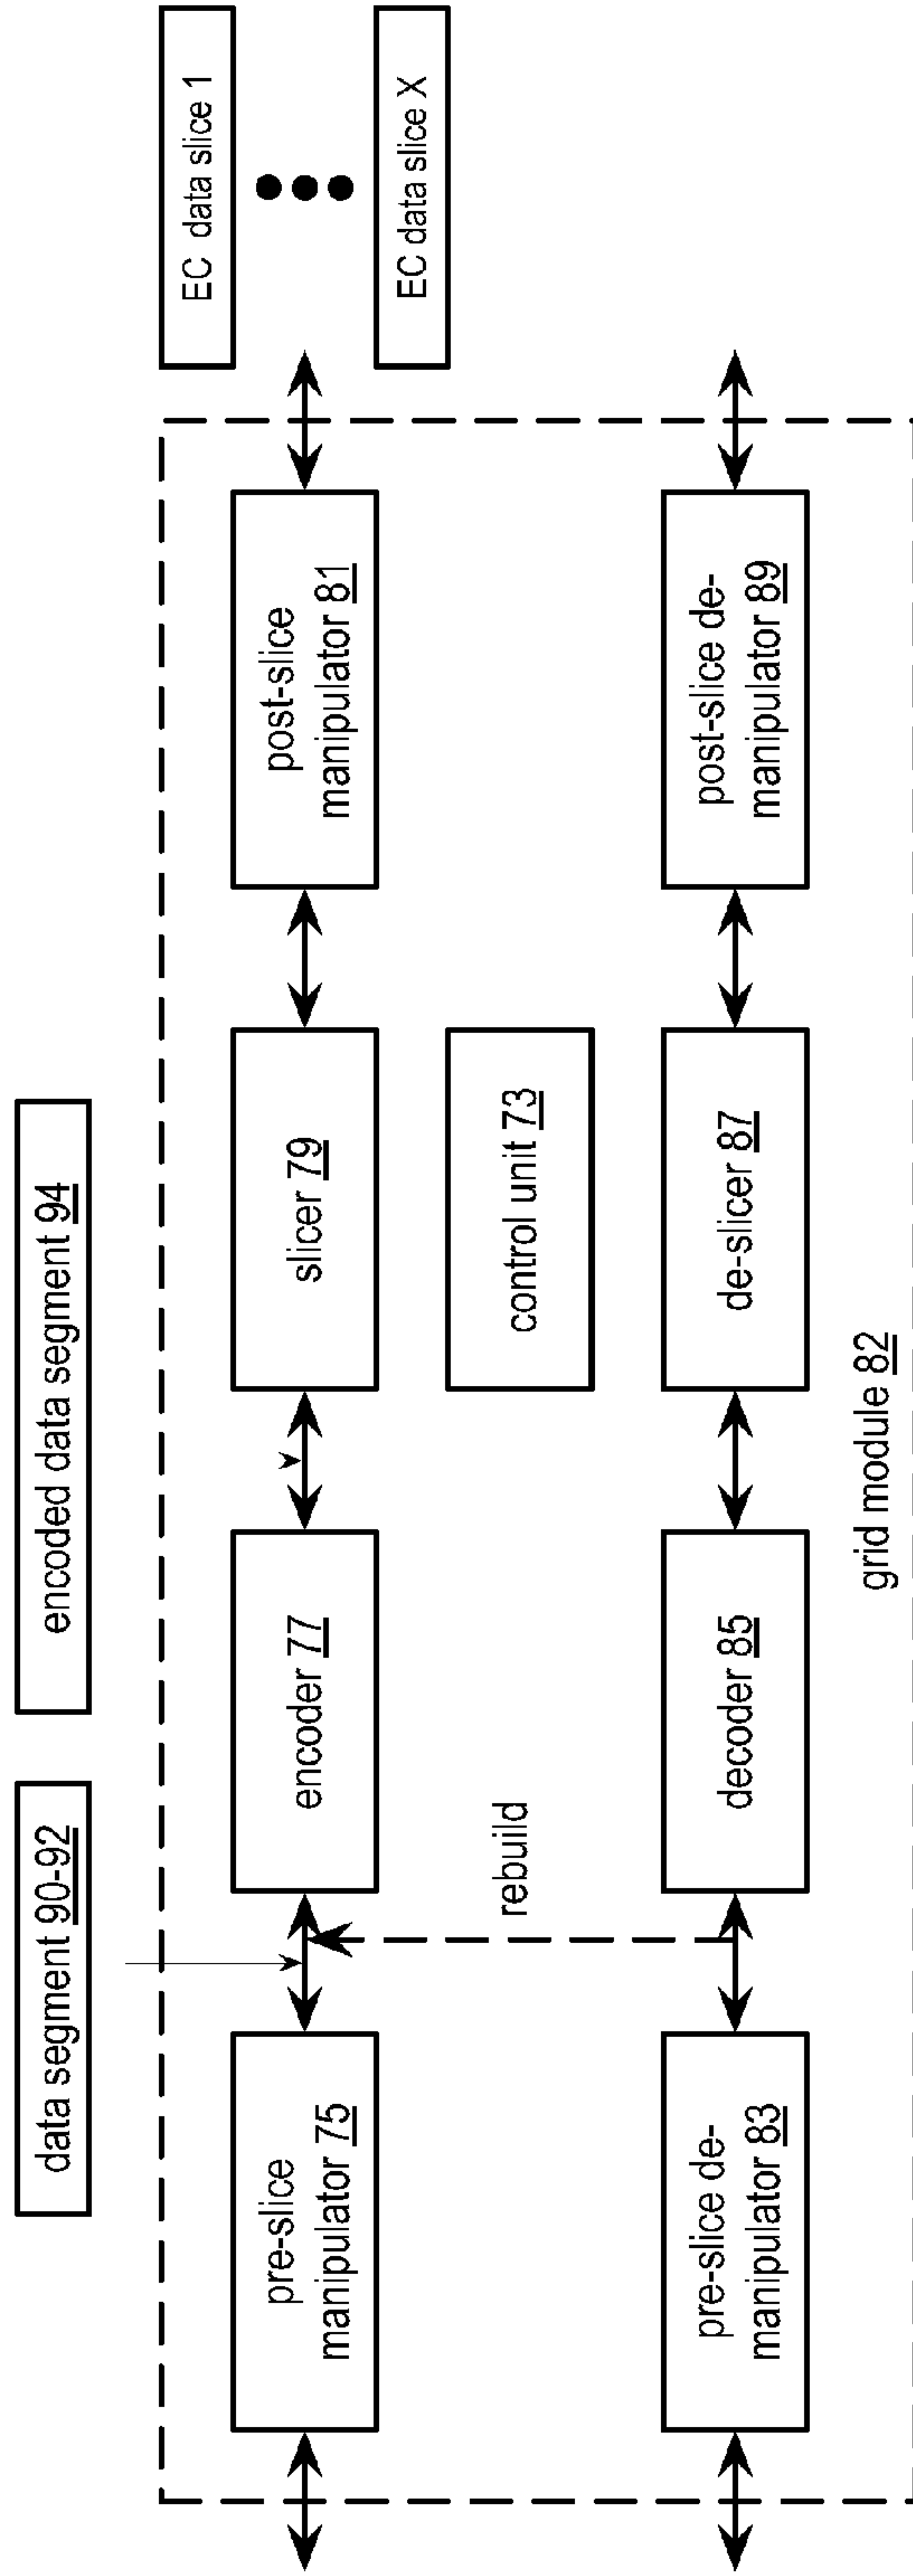 data segment 90-92
encoded data segment 94
EC data slice 1
EC data slice X
pre-slice
manipulator 75
encoder 77
slicer 79
post-slice
manipulator 81
rebuild
control unit 73
pre-slice de-
manipulator 83
decoder 85
de-slicer 87
post-slice de-
manipulator 89
grid module 82